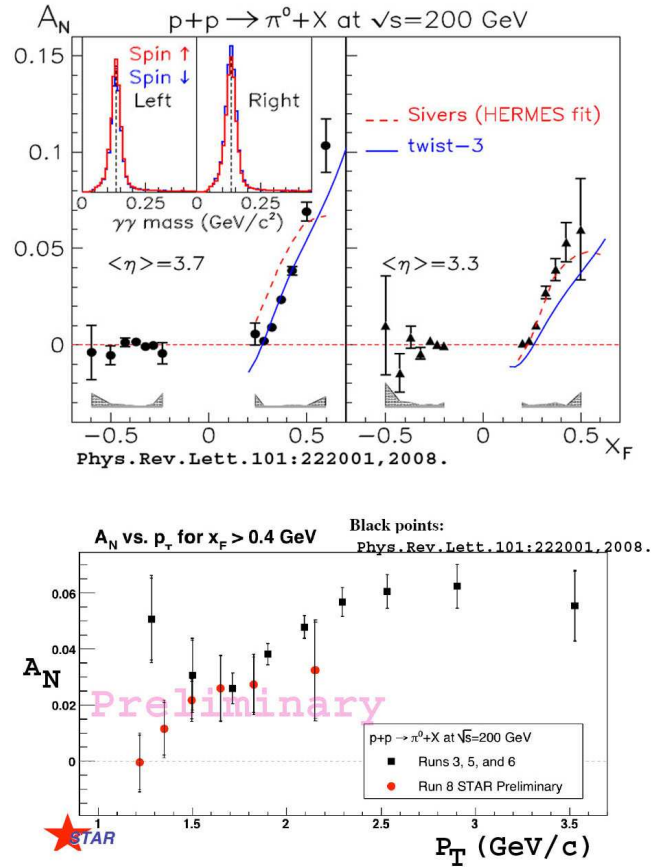 p+p → π⁰+X at √s=200 GeV
A_N
Spin ↑
Spin ↓
Left
Right
0.1
0.05
0
0 0.25 0 0.25
γγ mass (GeV/c²)
<η>=3.7
<η>=3.3
Sivers (HERMES fit)
twist−3
−0.5 0 0.5 −0.5 0 0.5 X_F
Phys.Rev.Lett.101:222001,2008.
A_N vs. p_T for x_F > 0.4 GeV
Black points:
Phys.Rev.Lett.101:222001,2008.
0.06
0.04
0.02
0
A_N
Preliminary
p+p → π⁰+X at √s=200 GeV
Runs 3, 5, and 6
Run 8 STAR Preliminary
1 1.5 2 2.5 3 3.5
STAR
P_T (GeV/c)